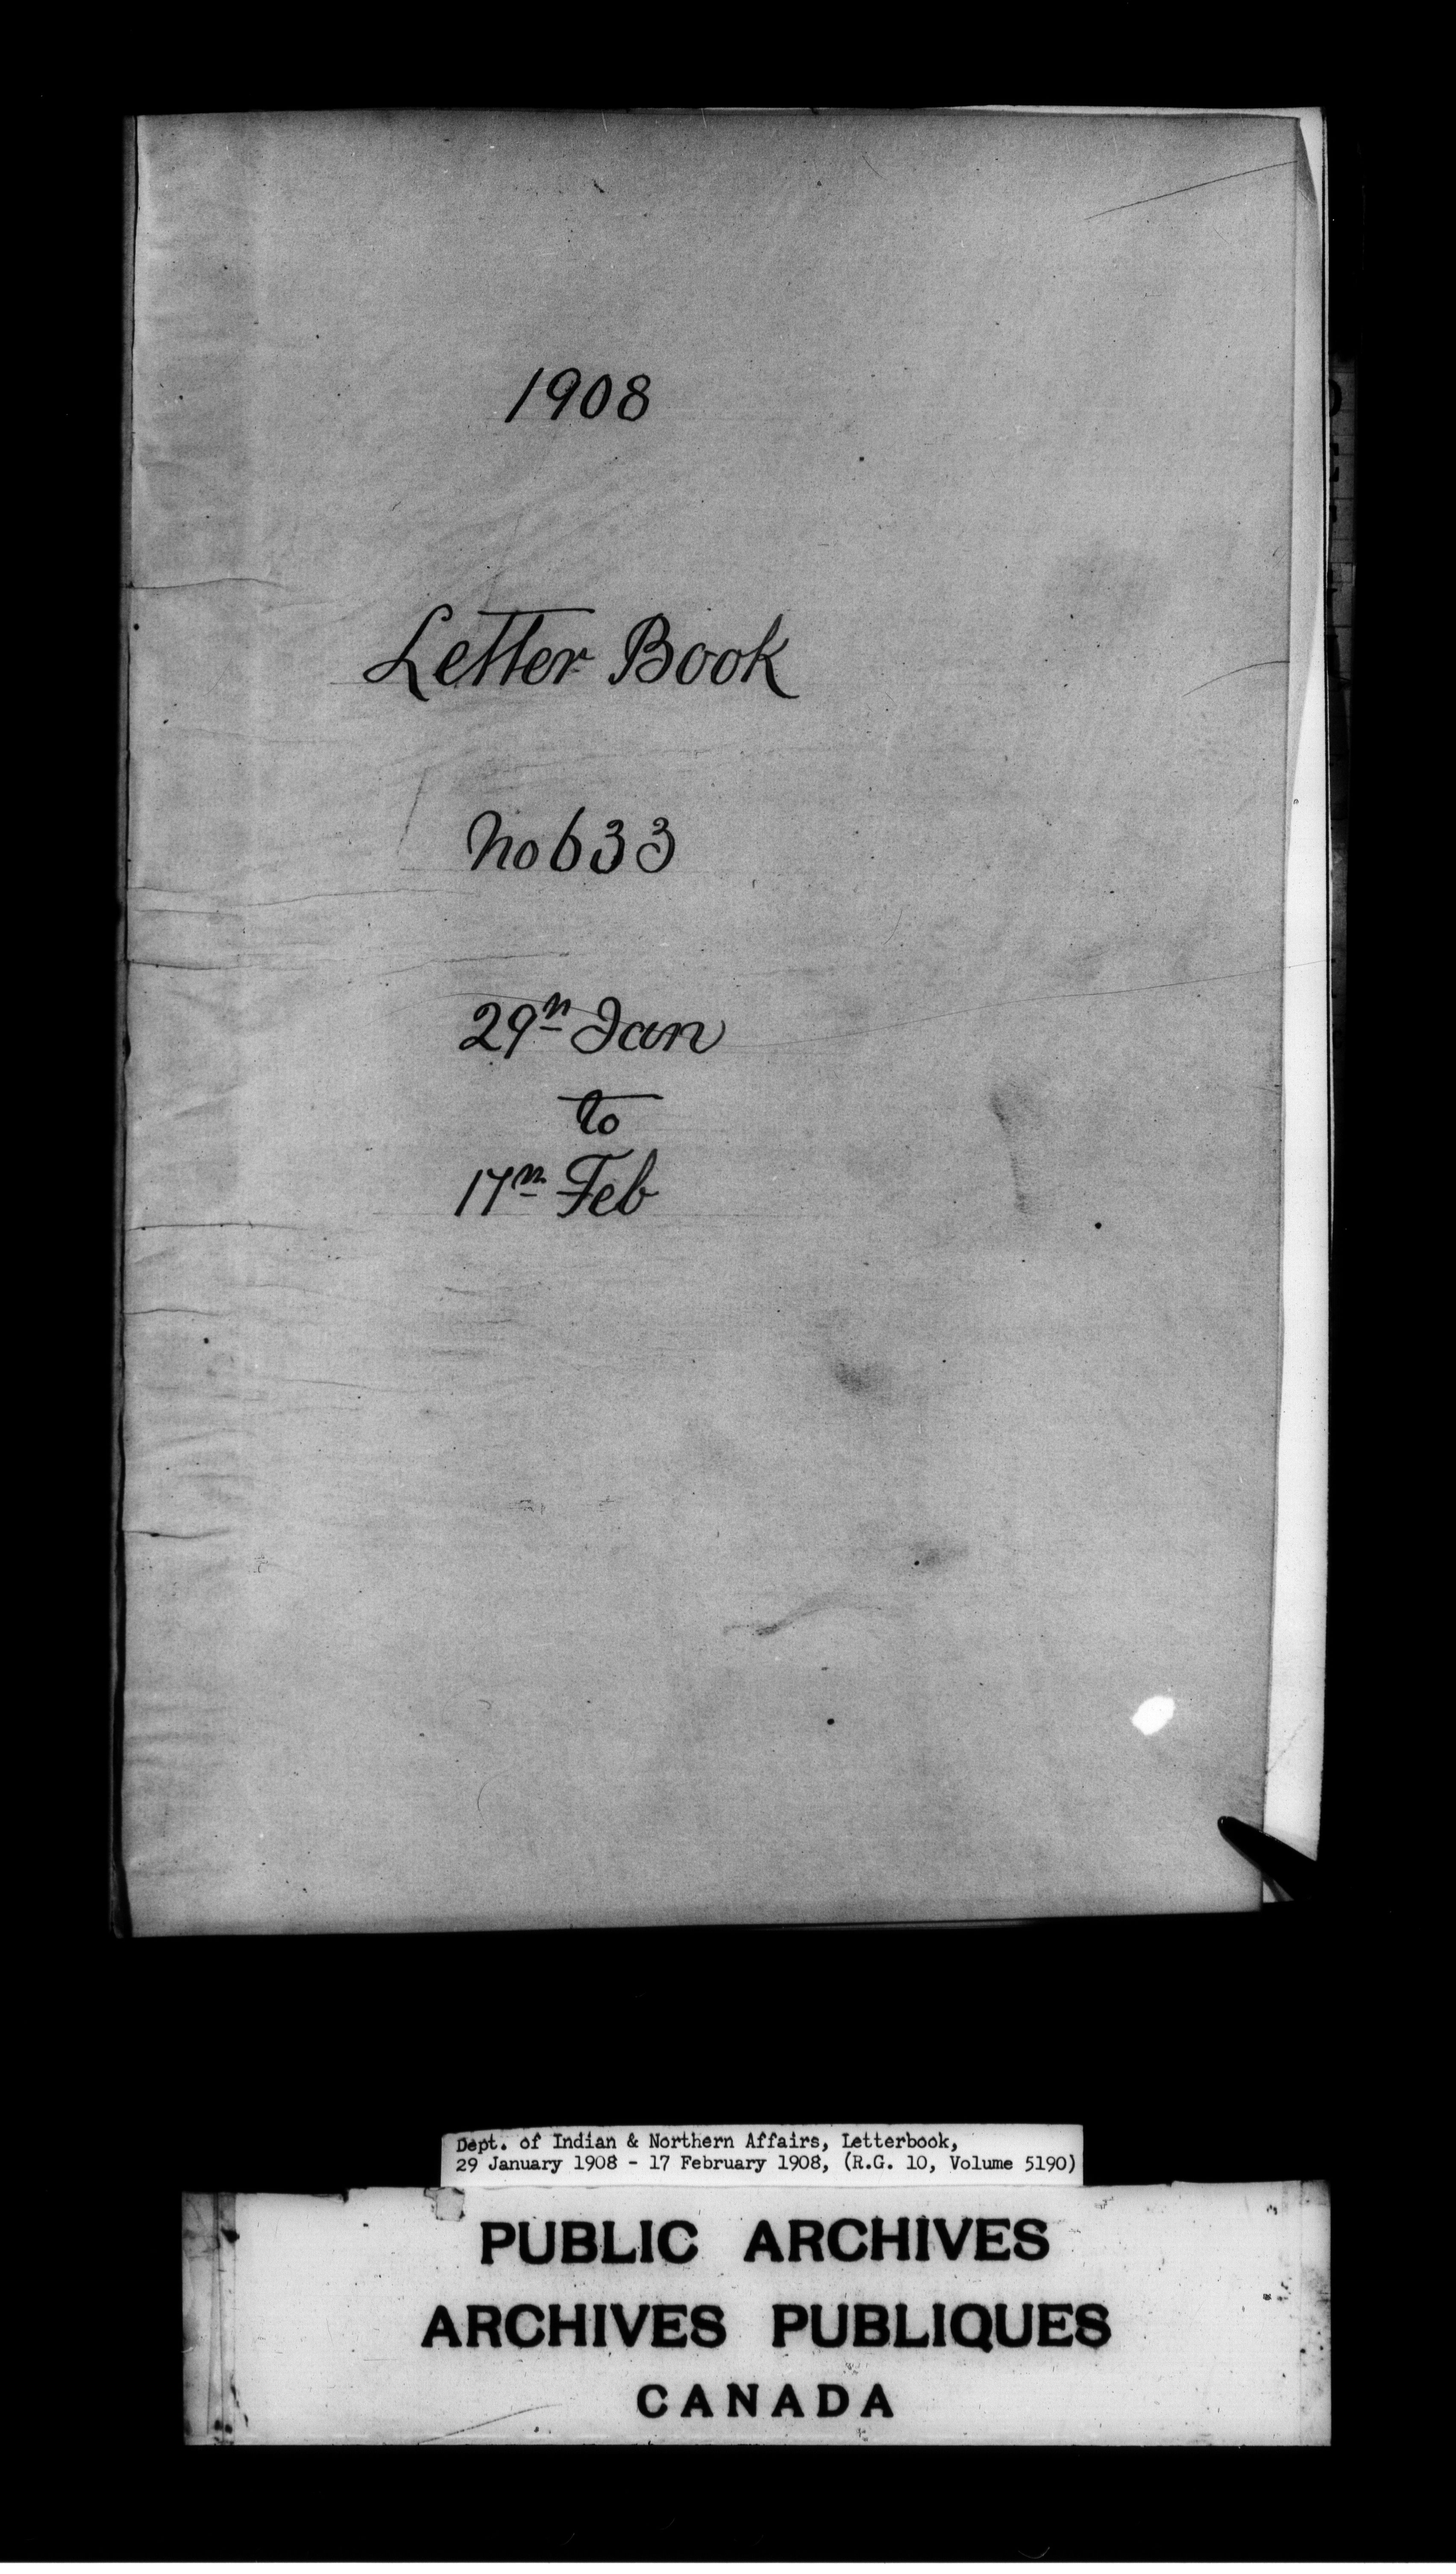 1908
Letter Book
No 633
29th Jan
to
17th Feb
Dept. of Indian & Northern Affairs, Letterbook,
29 January 1908 - 17 February 1908, (R.G. 10, Volume 5190)
PUBLIC ARCHIVES
ARCHIVES PUBLIQUES
CANADA